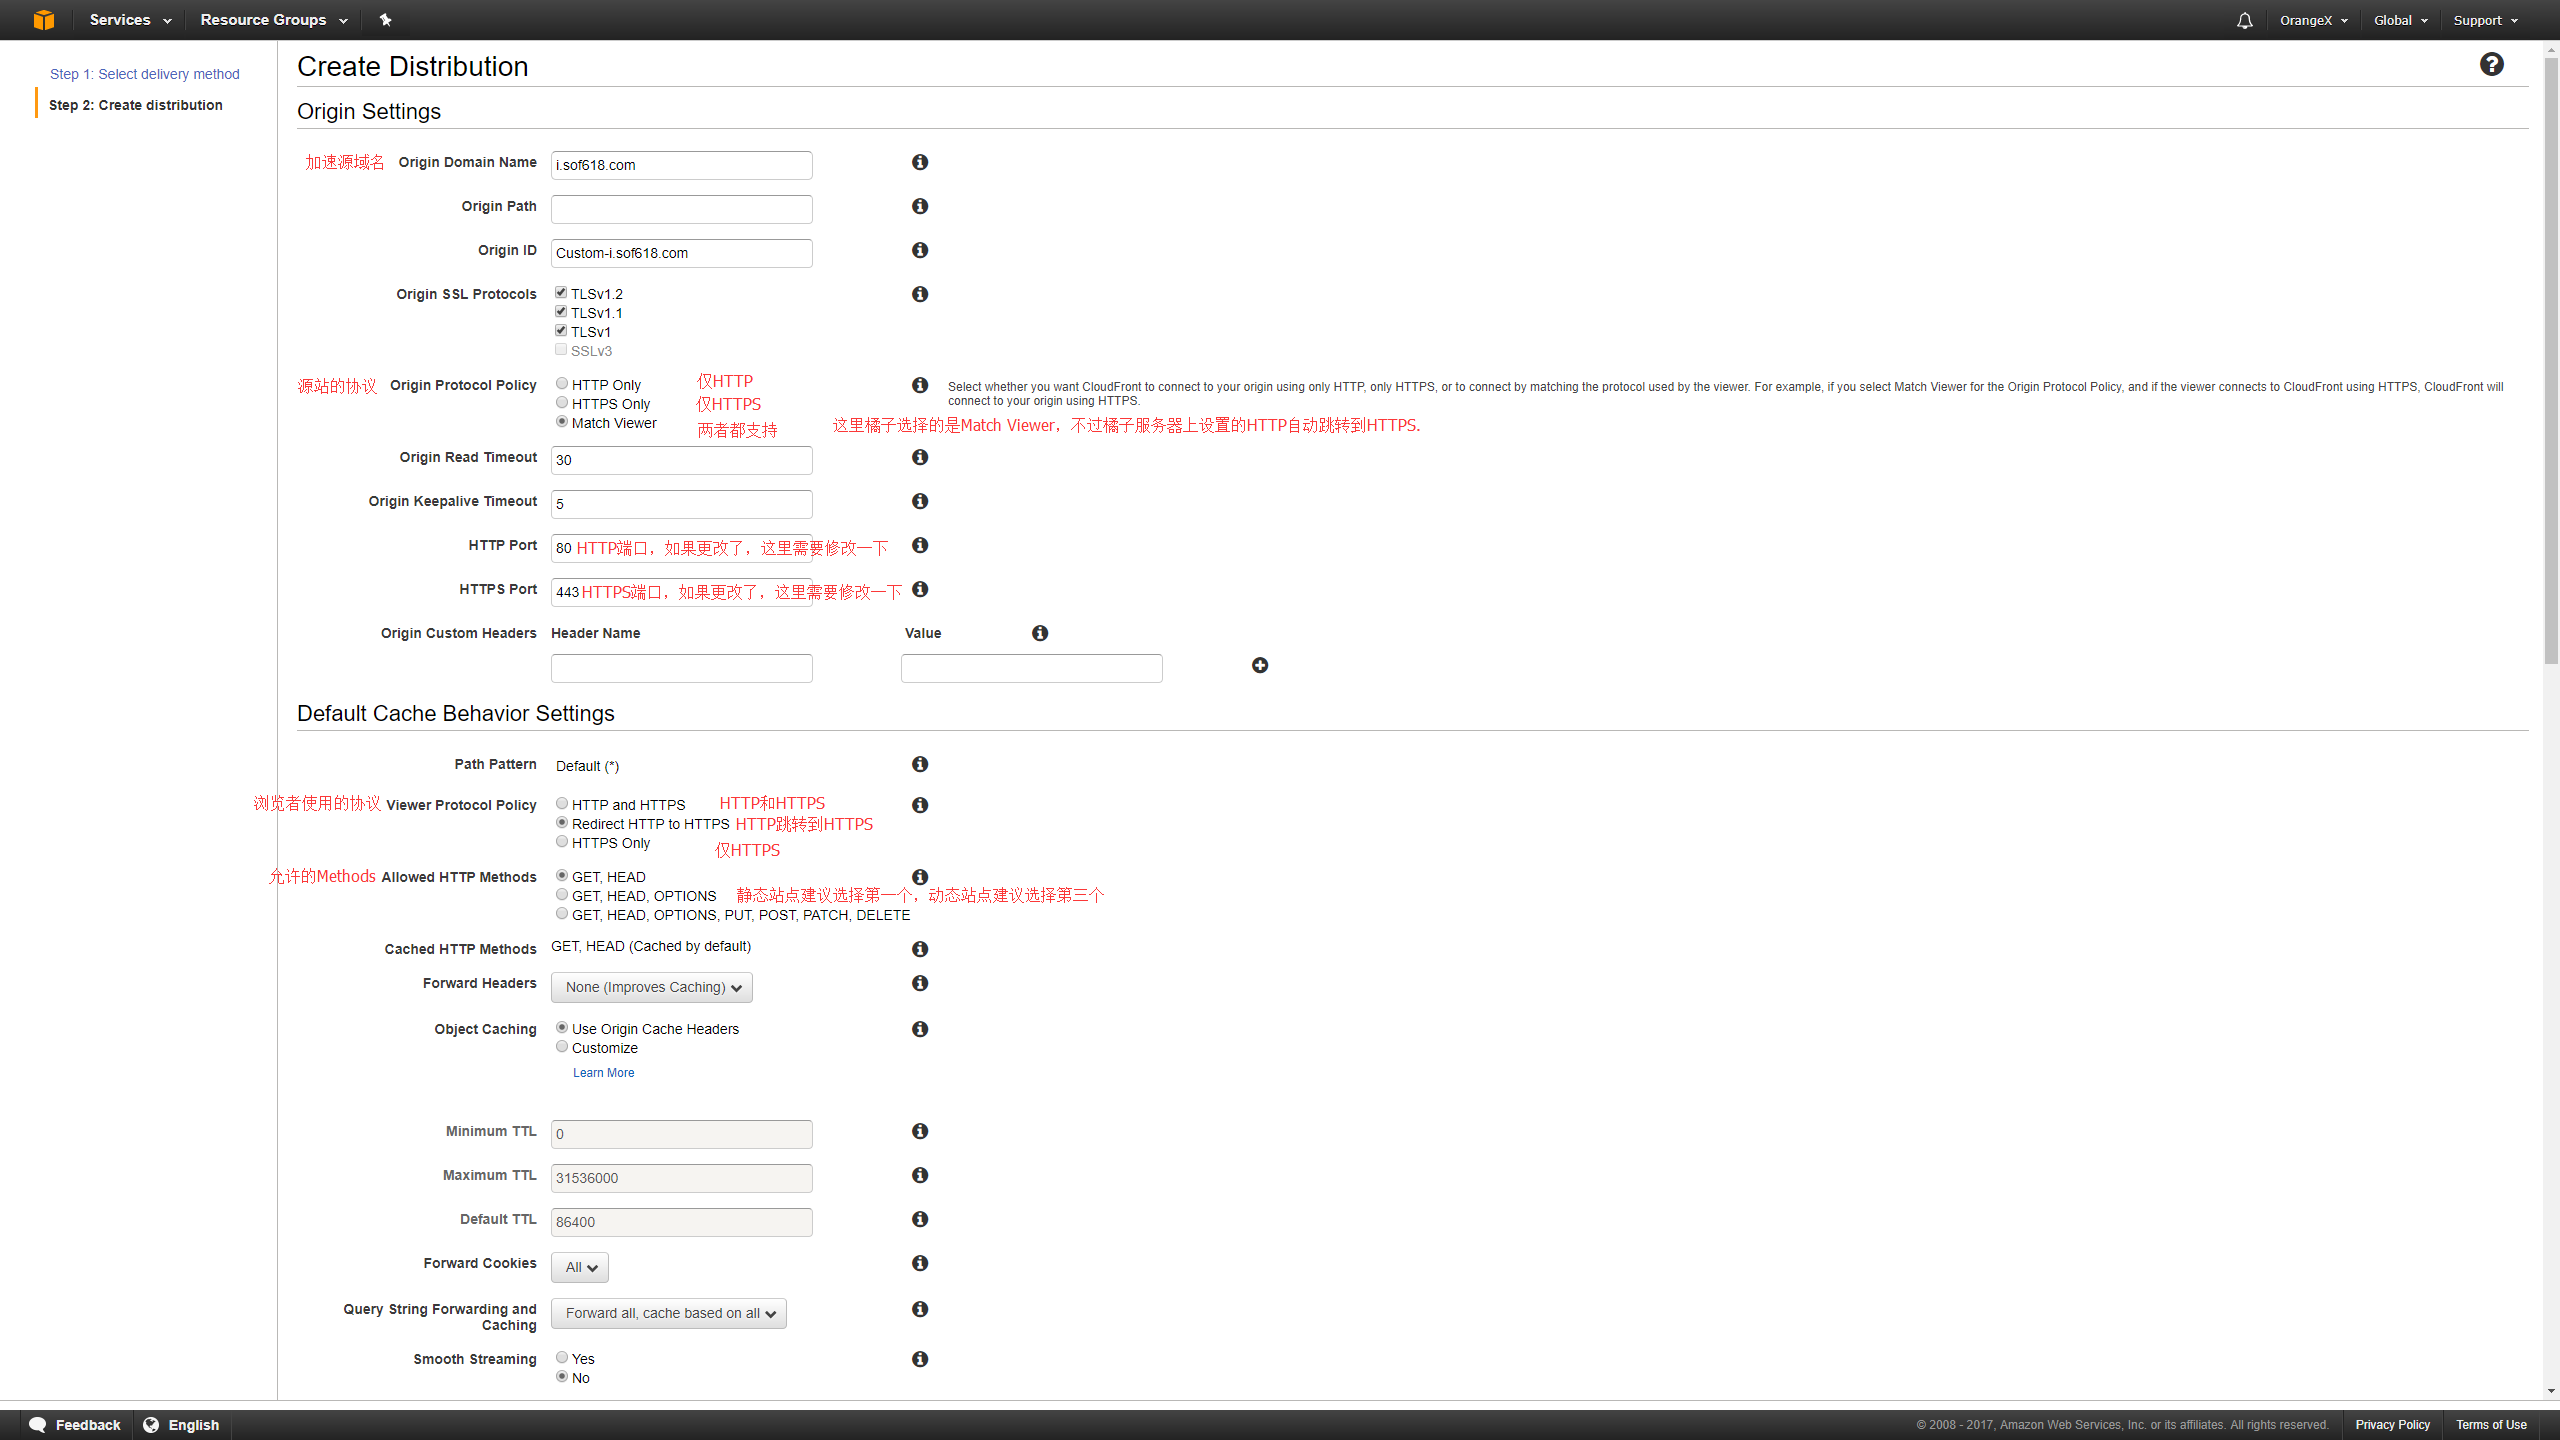 Services
Resource Groups
OrangeX
Global
Support
Step 1: Select delivery method
Step 2: Create distribution
Create Distribution
Origin Settings
加速源域名 Origin Domain Name i.sof618.com
Origin Path
Origin ID Custom-i.sof618.com
Origin SSL Protocols TLSv1.2
TLSv1.1
TLSv1
SSLv3
源站的协议 Origin Protocol Policy HTTP Only 仅HTTP Select whether you want CloudFront to connect to your origin using only HTTP, only HTTPS, or to connect by matching the protocol used by the viewer. For example, if you select Match Viewer for the Origin Protocol Policy, and if the viewer connects to CloudFront using HTTPS, CloudFront will
HTTPS Only 仅HTTPS connect to your origin using HTTPS.
Match Viewer 两者都支持 这里橘子选择的是Match Viewer，不过橘子服务器上设置的HTTP自动跳转到HTTPS.
Origin Read Timeout 30
Origin Keepalive Timeout 5
HTTP Port 80 HTTP端口，如果更改了，这里需要修改一下
HTTPS Port 443 HTTPS端口，如果更改了，这里需要修改一下
Origin Custom Headers Header Name Value
Default Cache Behavior Settings
Path Pattern Default (*)
浏览者使用的协议 Viewer Protocol Policy HTTP and HTTPS HTTP和HTTPS
Redirect HTTP to HTTPS HTTP跳转到HTTPS
HTTPS Only 仅HTTPS
允许的Methods Allowed HTTP Methods GET, HEAD
GET, HEAD, OPTIONS 静态站点建议选择第一个，动态站点建议选择第三个
GET, HEAD, OPTIONS, PUT, POST, PATCH, DELETE
Cached HTTP Methods GET, HEAD (Cached by default)
Forward Headers None (Improves Caching)
Object Caching Use Origin Cache Headers
Customize
Learn More
Minimum TTL 0
Maximum TTL 31536000
Default TTL 86400
Forward Cookies All
Query String Forwarding and Forward all, cache based on all
Caching
Smooth Streaming Yes
No
Feedback
English
© 2008 - 2017, Amazon Web Services, Inc. or its affiliates. All rights reserved.
Privacy Policy
Terms of Use